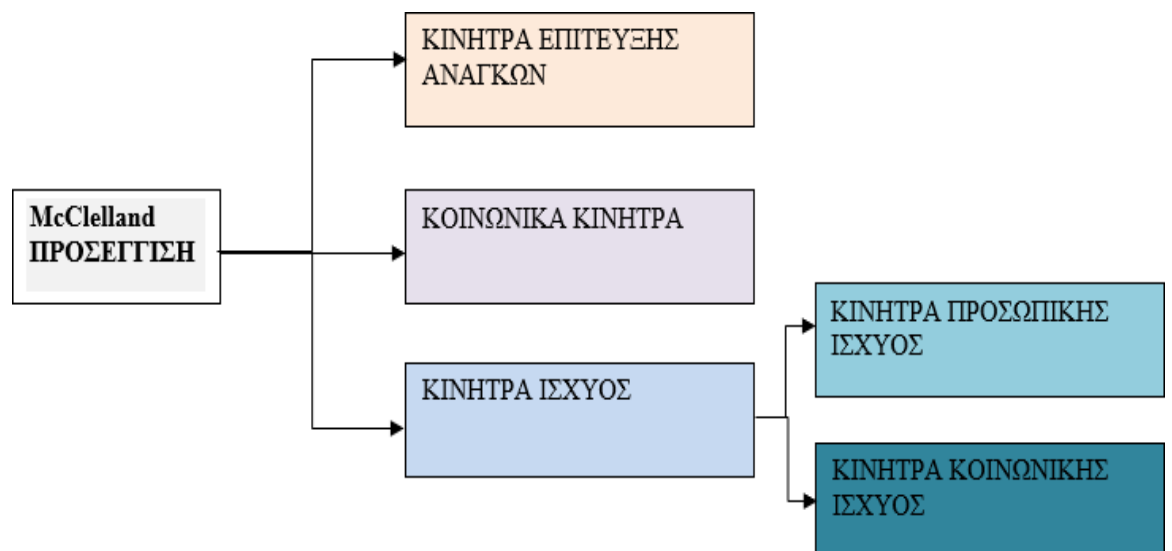 ΚΙΝΗΤΡΑ ΕΠΙΤΕΥΞΗΣ
ΑΝΑΓΚΩΝ
McClelland
ΠΡΟΣΕΓΓΙΣΗ
ΚΟΙΝΩΝΙΚΑ ΚΙΝΗΤΡΑ
ΚΙΝΗΤΡΑ ΙΣΧΥΟΣ
ΚΙΝΗΤΡΑ ΠΡΟΣΩΠΙΚΗΣ
ΙΣΧΥΟΣ
ΚΙΝΗΤΡΑ ΚΟΙΝΩΝΙΚΗΣ
ΙΣΧΥΟΣ